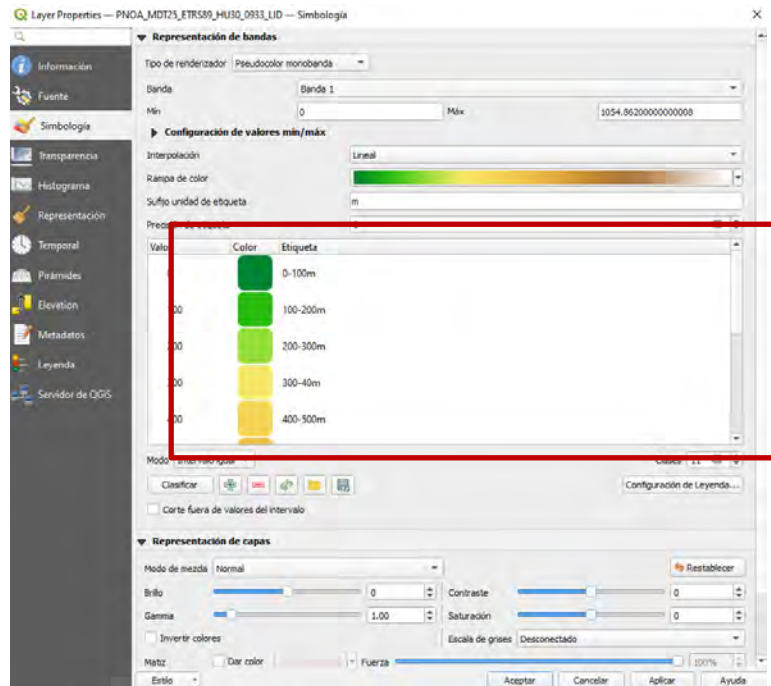 Layer Properties — PNOA_MDT25_ETRS89_HU30_0933_LID — Simbología
Información
Fuente
Simbología
Transparencia
Histograma
Representación
Temporal
Pirámides
Elevation
Metadatos
Leyenda
Servidor de QGIS
Representación de bandas
Tipo de renderizador Pseudocolor monobanda
Banda Banda 1
Mín 0 Máx 1054.8620000000008
Configuración de valores mín/máx
Interpolación Lineal
Rampa de color
Sufijo unidad de etiqueta m
Color Etiqueta
0-100m
100-200m
200-300m
300-40m
400-500m
Modo
Clasificar Configuración de Leyenda...
Corte fuera de valores del intervalo
Representación de capas
Modo de mezcla Normal Restablecer
Brillo 0 Contraste 0
Gamma 1.00 Saturación 0
Invertir colores Escala de grises Desconectado
Matiz Dar color Fuerza 100%
Estilo Aceptar Cancelar Aplicar Ayuda